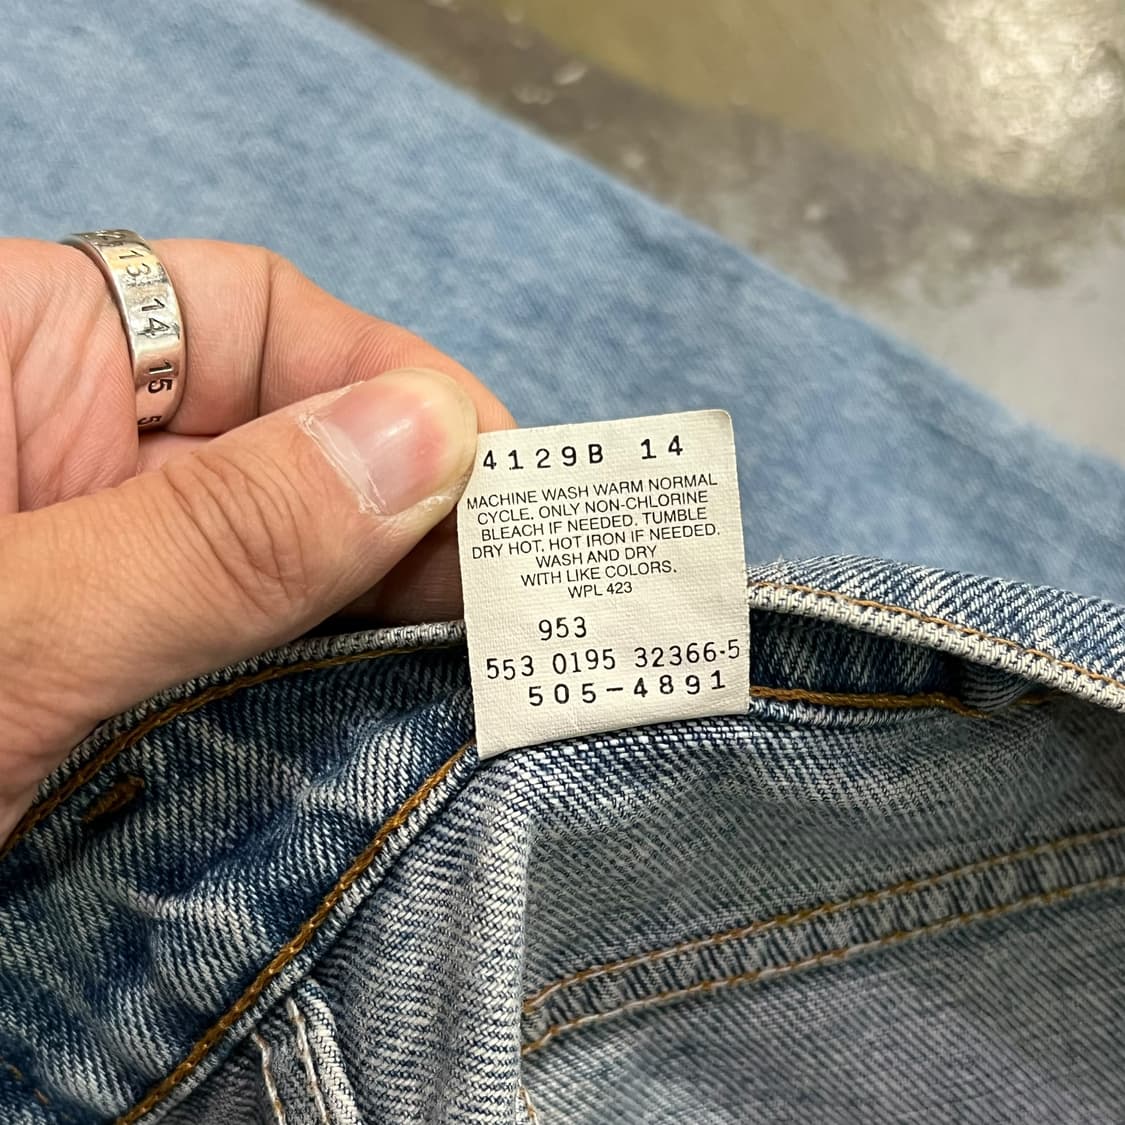 13
14
15
4129B 14
MACHINE WASH WARM NORMAL
CYCLE. ONLY NON-CHLORINE
BLEACH IF NEEDED. TUMBLE
DRY HOT. HOT IRON IF NEEDED.
WASH AND DRY
WITH LIKE COLORS.
WPL 423
953
553 0195 32366-5
505-4891